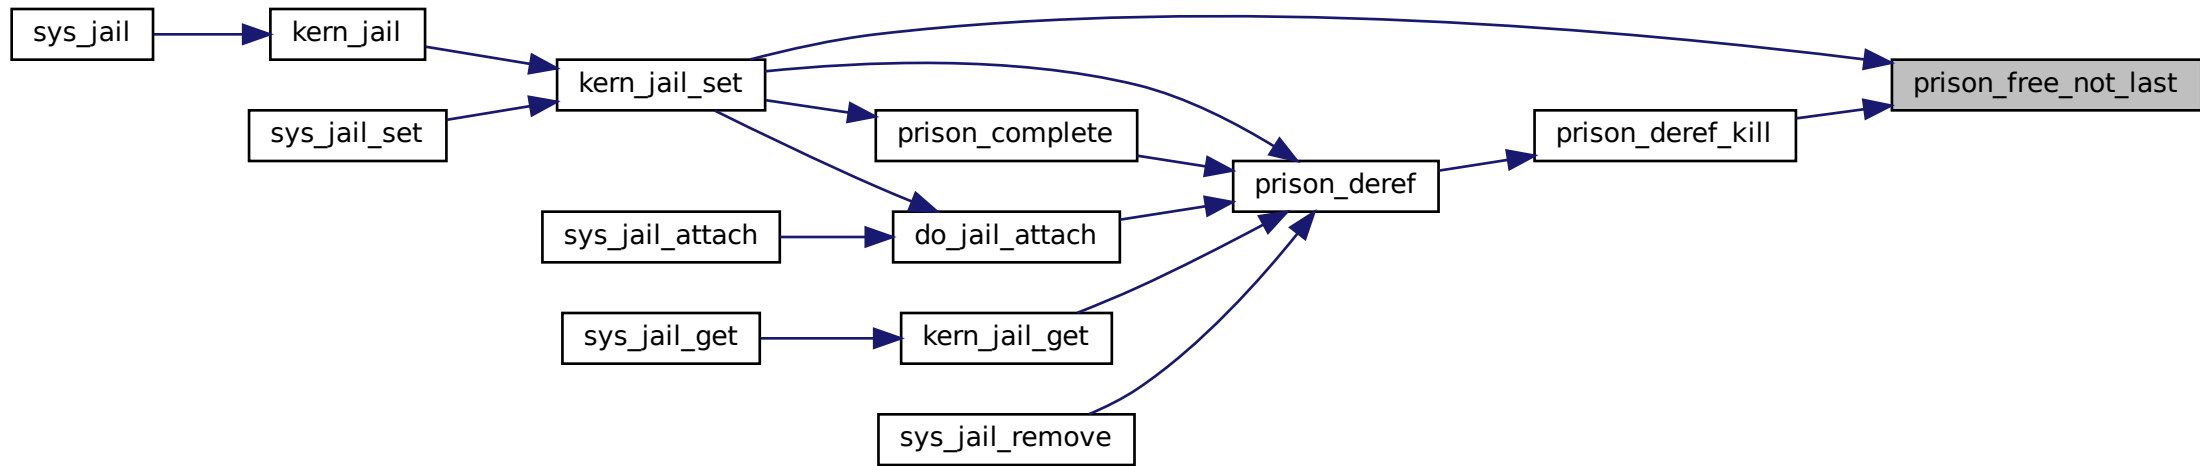 sys_jail
kern_jail
kern_jail_set
prison_free_not_last
sys_jail_set
prison_complete
prison_deref_kill
prison_deref
sys_jail_attach
do_jail_attach
sys_jail_get
kern_jail_get
sys_jail_remove